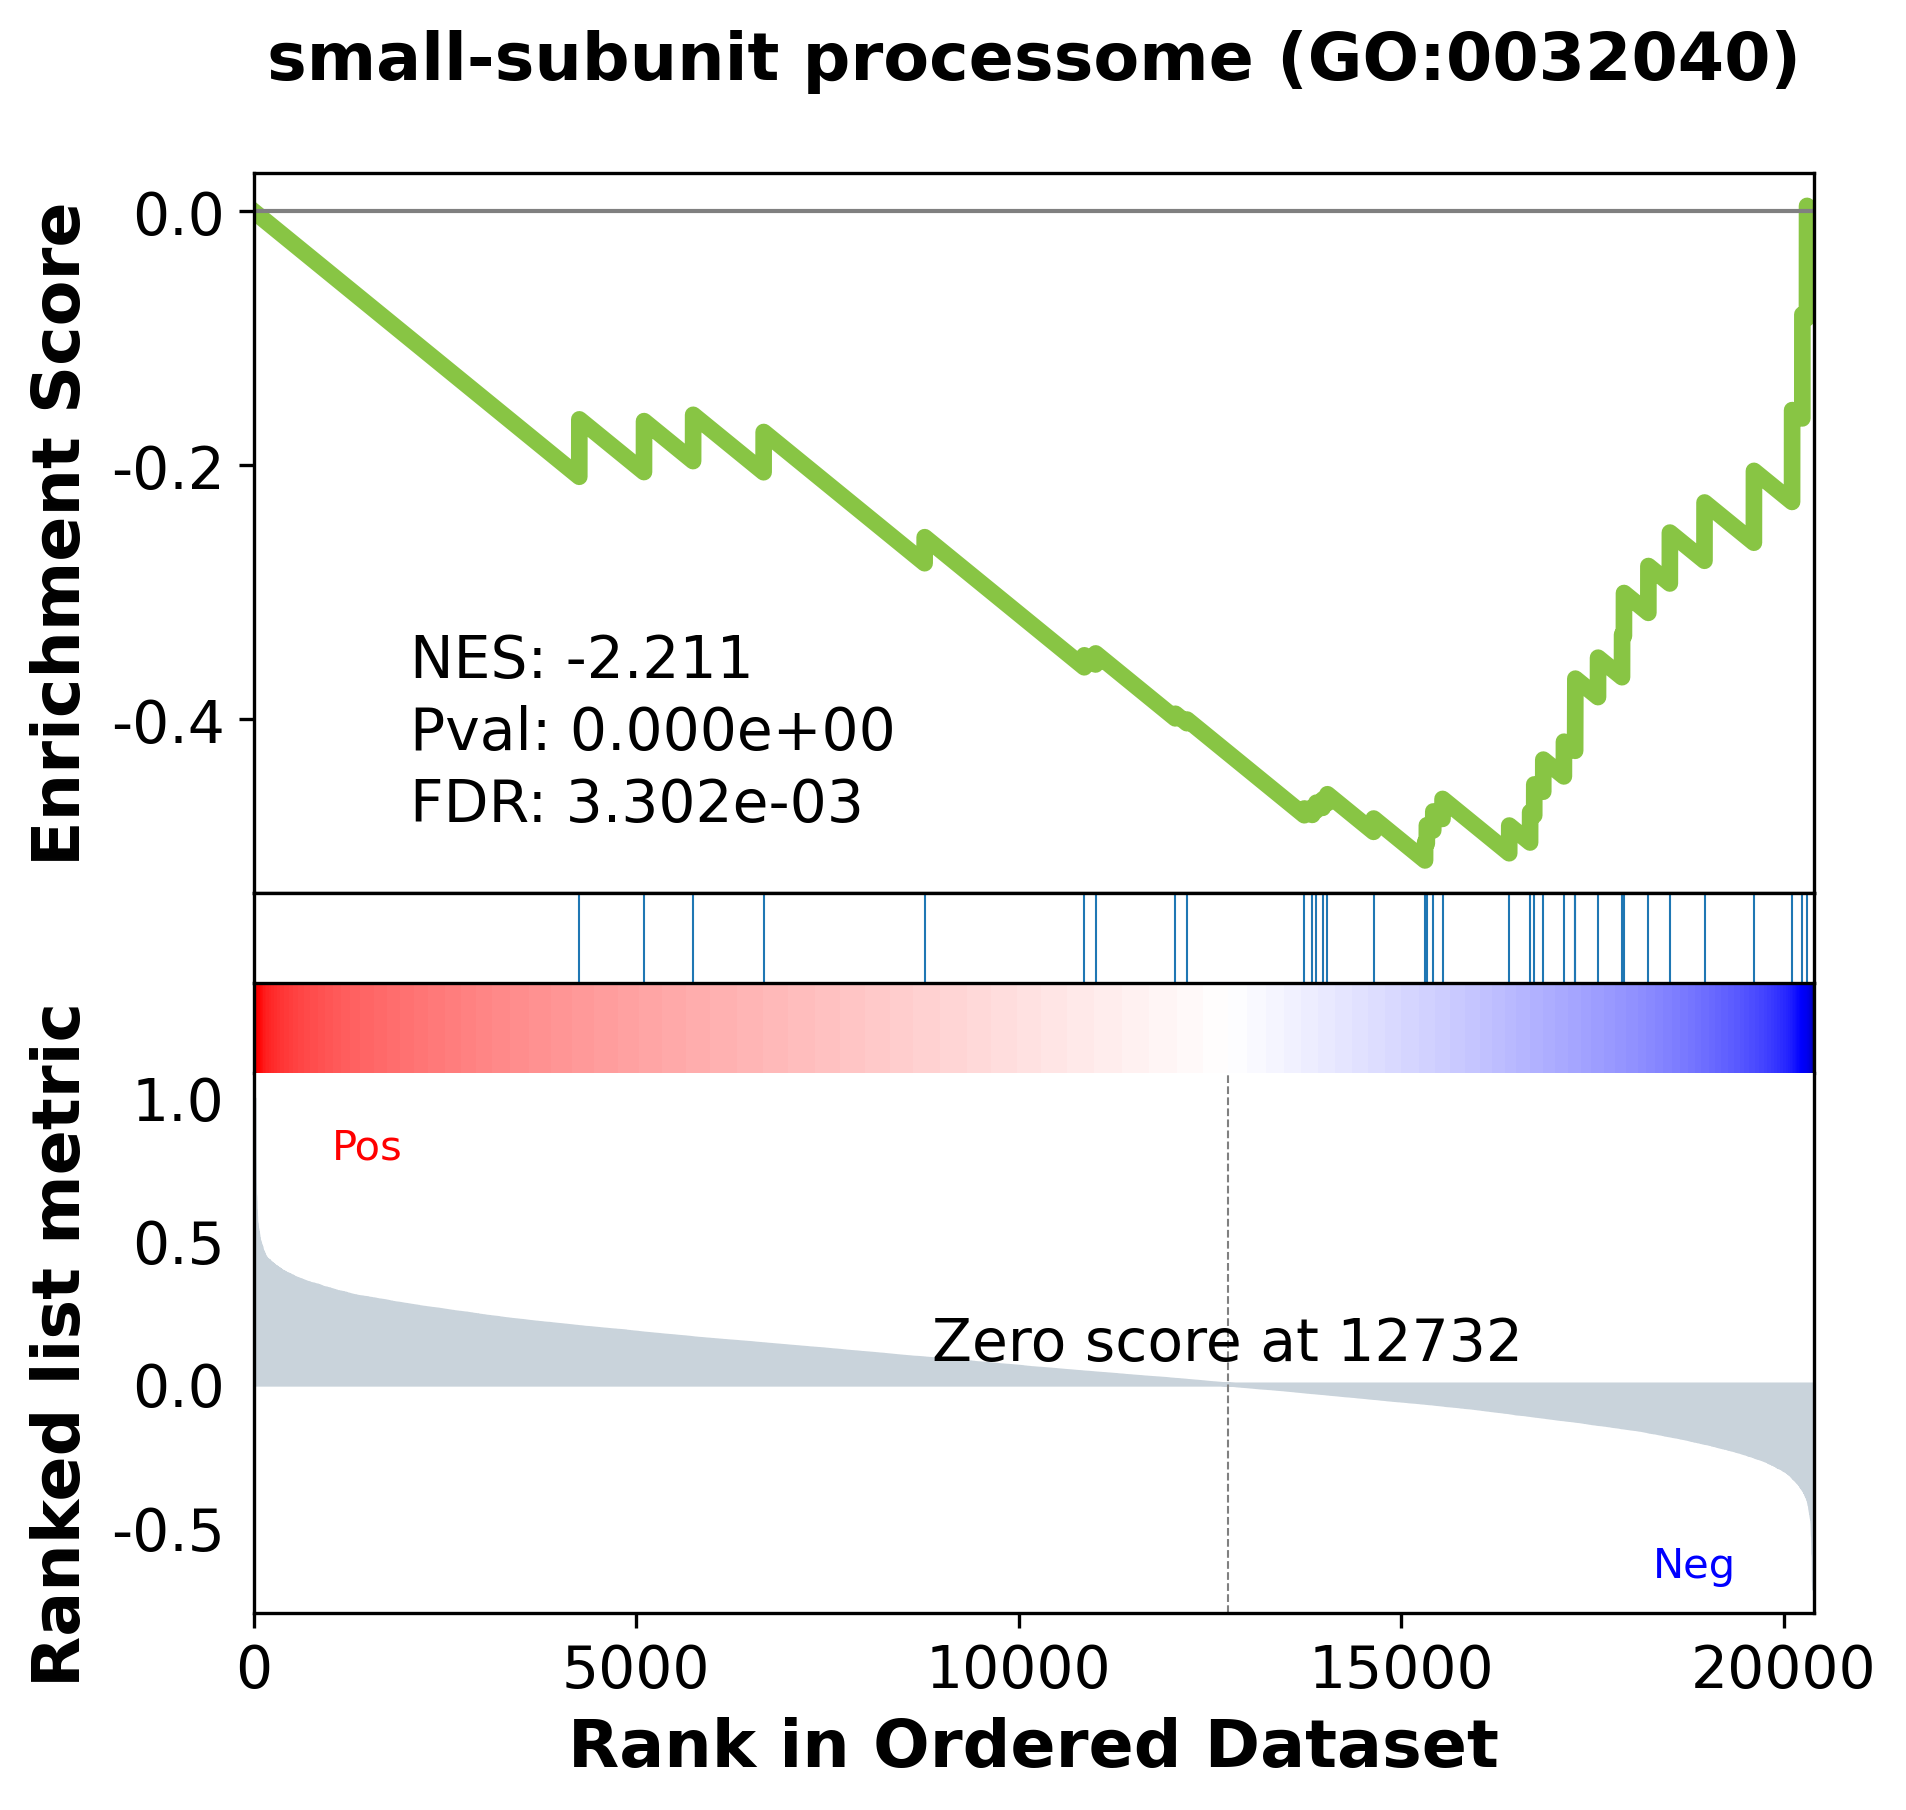 small-subunit processome (GO:0032040)
Enrichment Score
0.0
-0.2
-0.4
NES: -2.211
Pval: 0.000e+00
FDR: 3.302e-03
Ranked list metric
1.0
0.5
0.0
-0.5
Pos
Zero score at 12732
Neg
0 5000 10000 15000 20000
Rank in Ordered Dataset